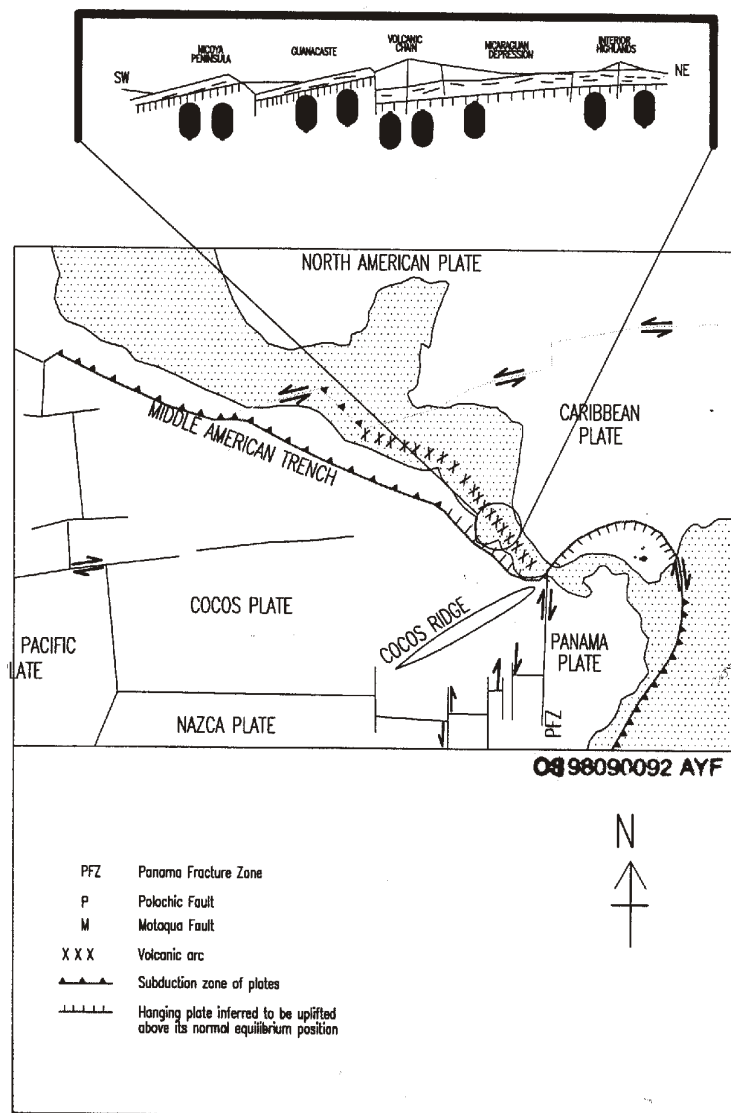 NICOYA
PENINSULA
GUANACASTE
VOLCANIC
CHAIN
NICARAGUAN
DEPRESSION
INTERIOR
HIGHLANDS
SW
NE
NORTH AMERICAN PLATE
CARIBBEAN
PLATE
MIDDLE AMERICAN TRENCH
COCOS PLATE
COCOS RIDGE
PACIFIC
LATE
PANAMA
PLATE
NAZCA PLATE
PFZ
98090092 AYF
N
PFZ Panama Fracture Zone
P Polochic Fault
M Motaqua Fault
X X X Volcanic arc
Subduction zone of plates
Hanging plate inferred to be uplifted
above its normal equilibrium position